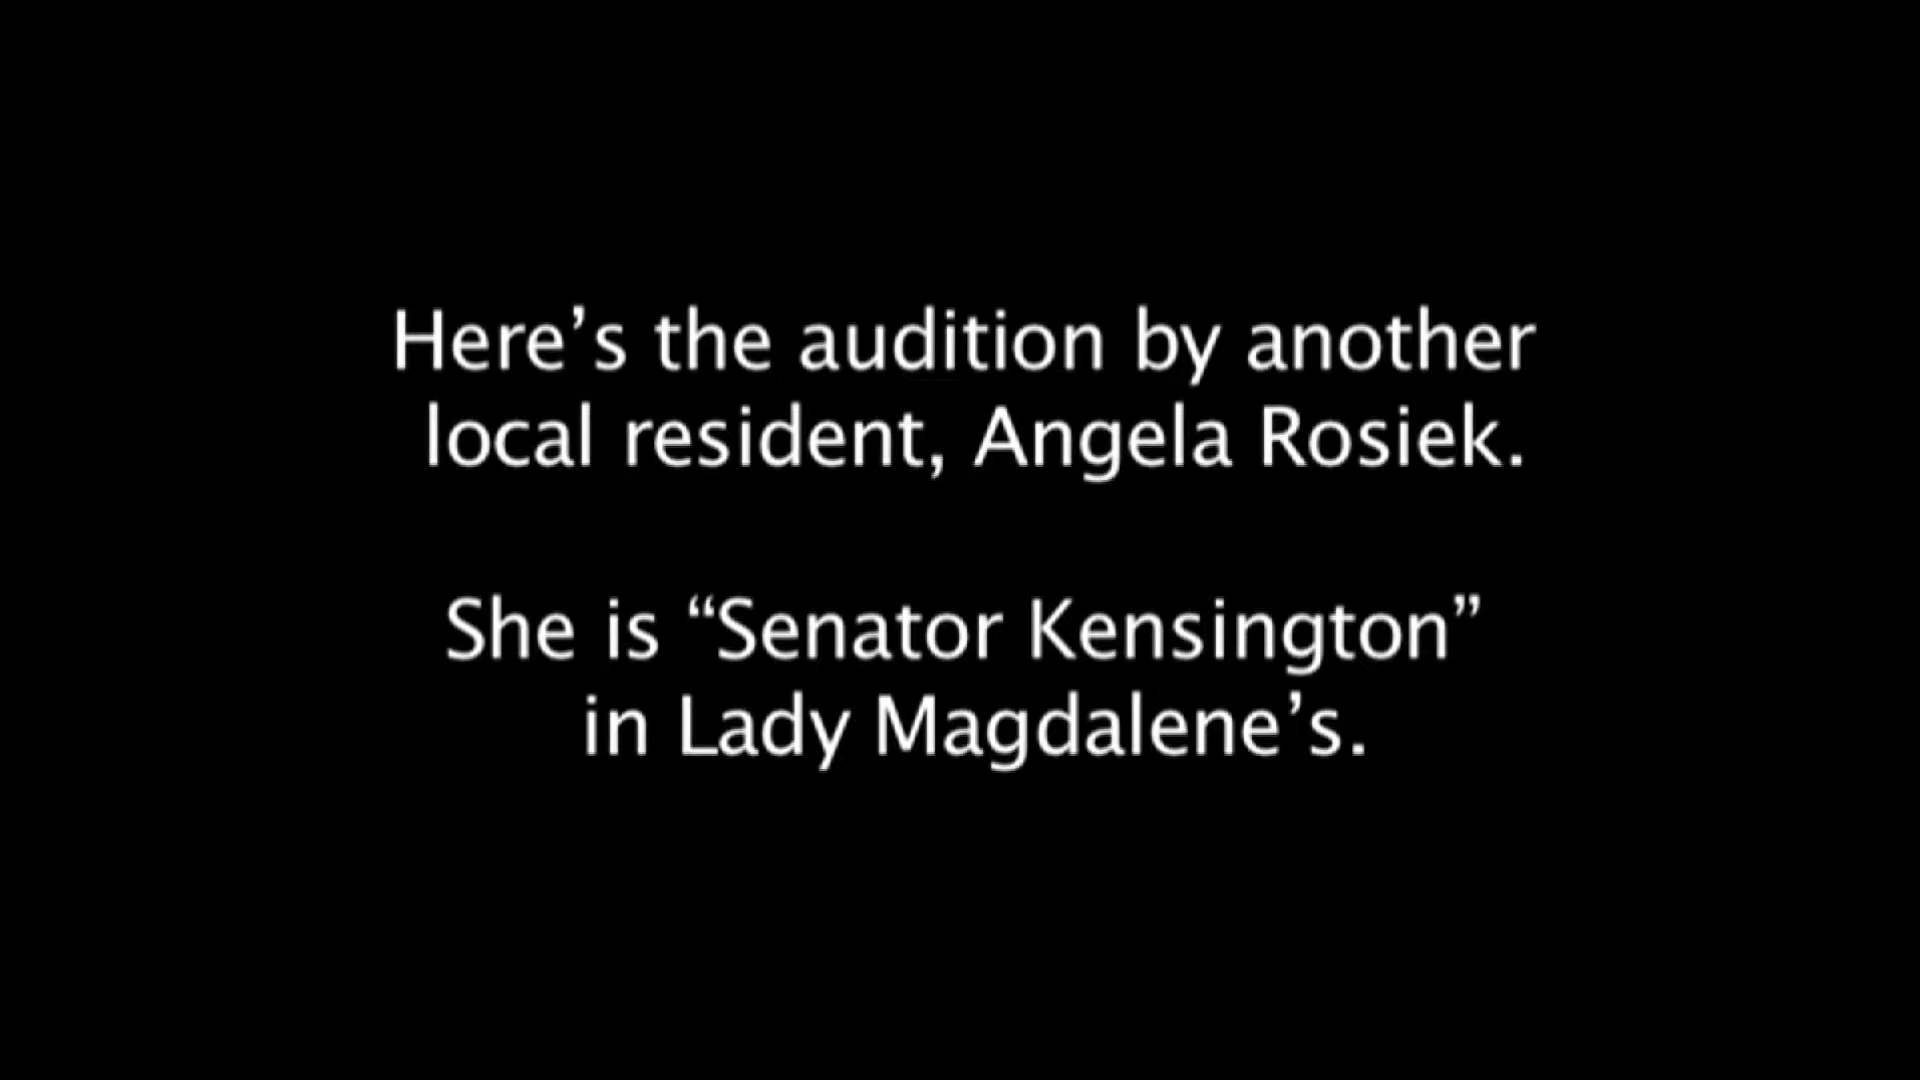 Here’s the audition by another
local resident, Angela Rosiek.
She is “Senator Kensington”
in Lady Magdalene’s.